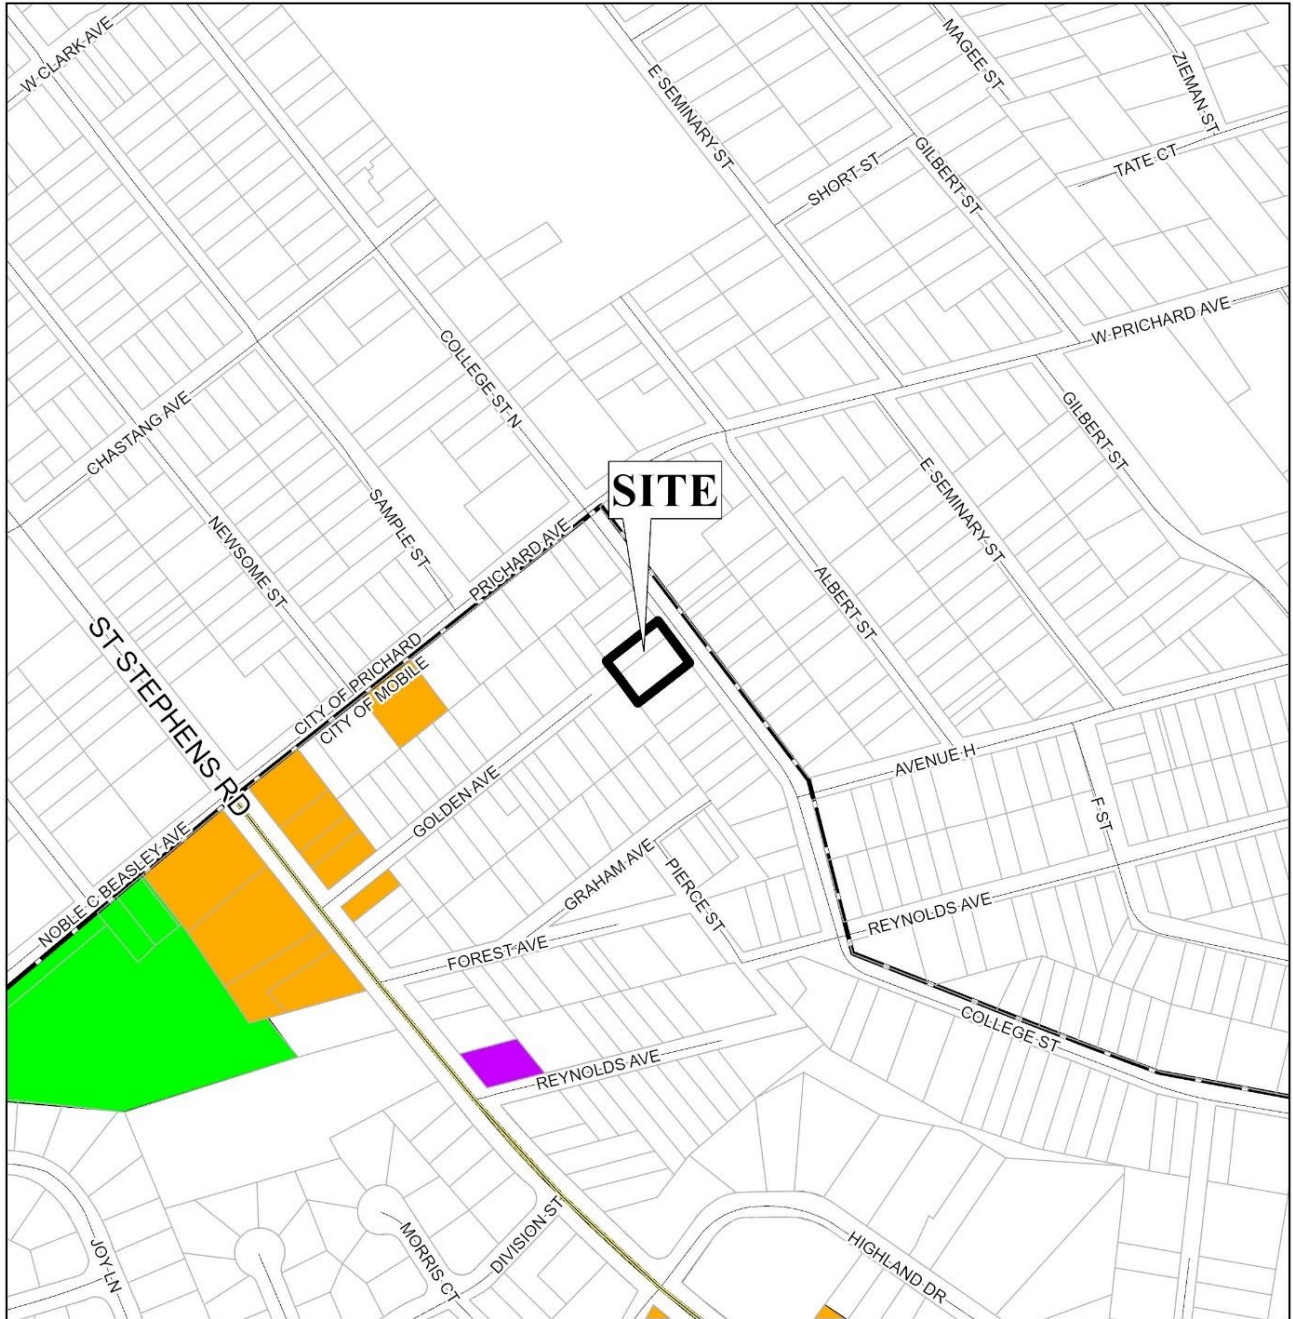 W CLARK AVE
MAGEE ST
ZIEMAN ST
E SEMINARY ST
GILBERT ST
SHORT ST
TATE CT
W PRICHARD AVE
COLLEGE ST N
CHASTANG AVE
GILBERT ST
SITE
E SEMINARY ST
SAMPLE ST
NEWSOME ST
PRICHARD AVE
ALBERT ST
ST STEPHENS RD
CITY OF PRICHARD
CITY OF MOBILE
AVENUE H
GOLDEN AVE
F ST
GRAHAM AVE
PIERCE ST
NOBLE C BEASLEY AVE
REYNOLDS AVE
FOREST AVE
COLLEGE ST
REYNOLDS AVE
DIVISION ST
JOY LN
MORRIS CT
HIGHLAND DR